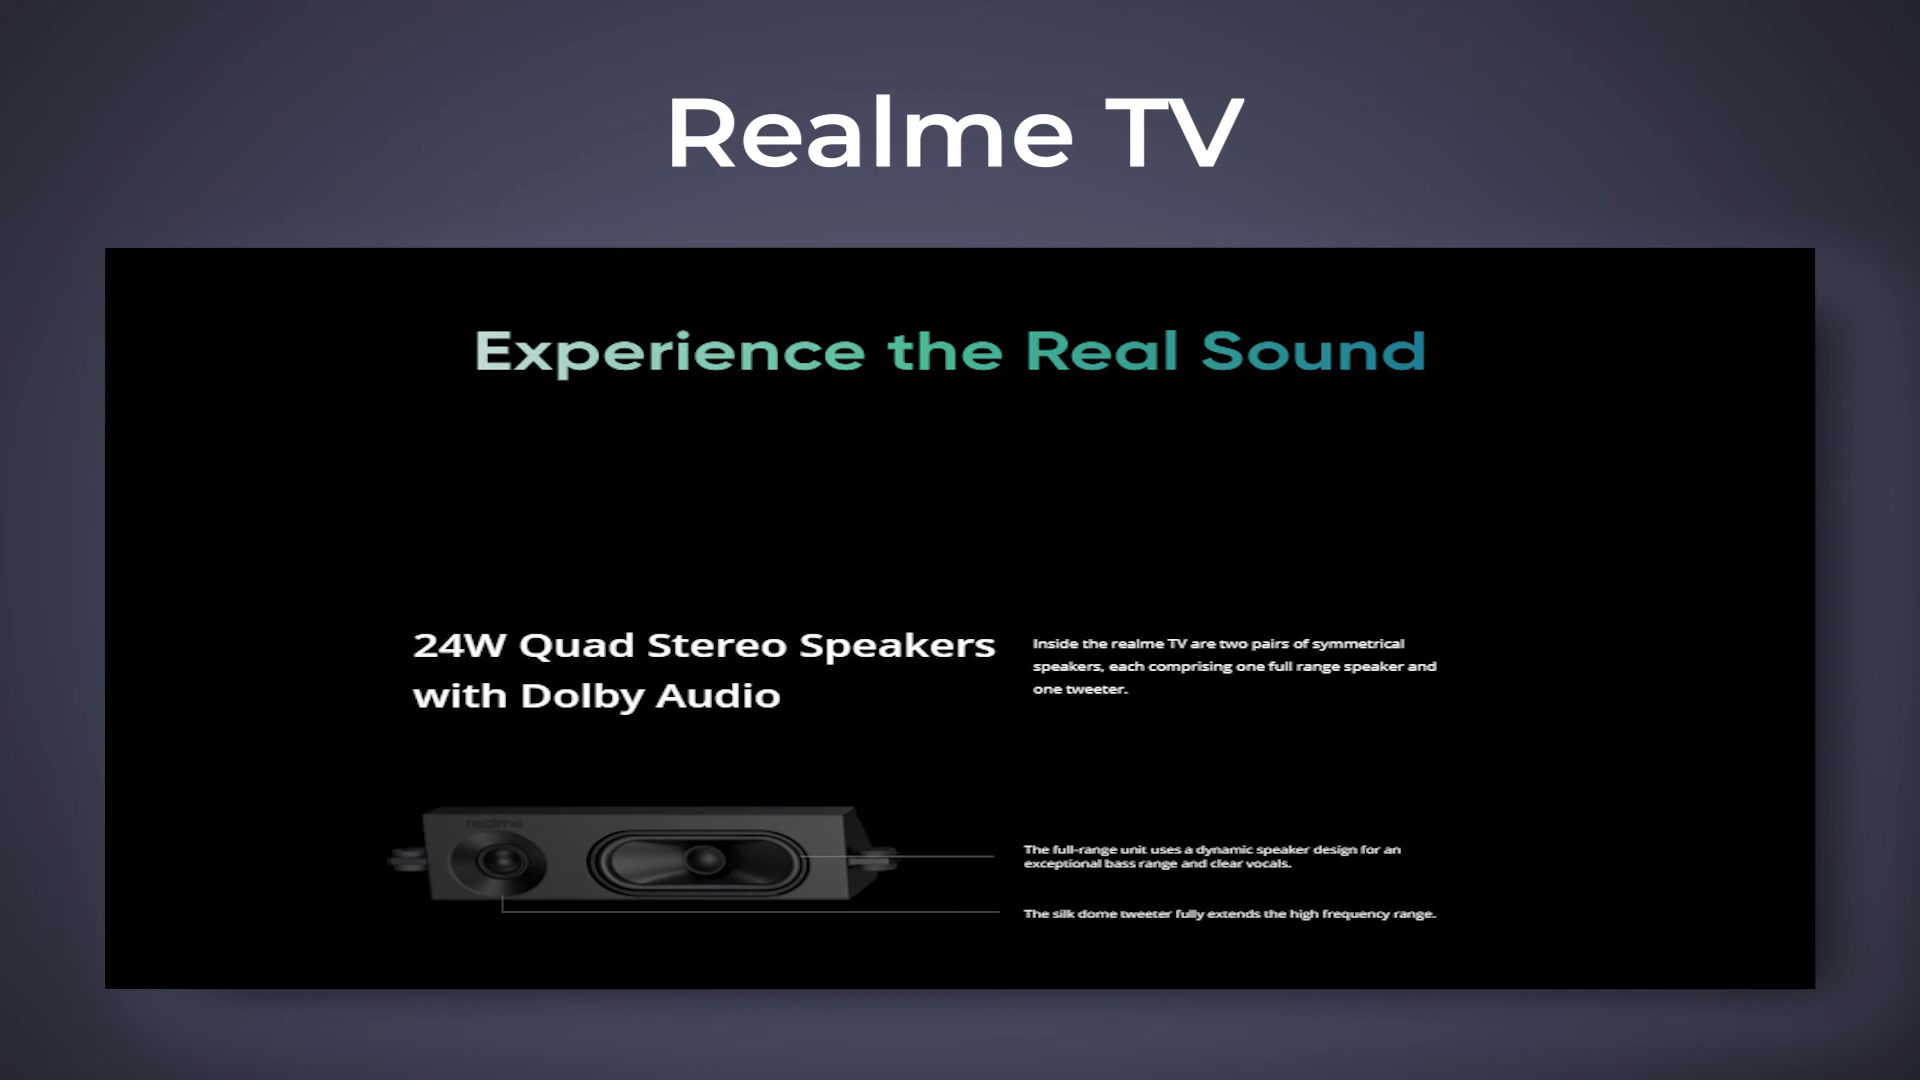 Realme TV
Experience the Real Sound
24W Quad Stereo Speakers
with Dolby Audio
Inside the realme TV are two pairs of symmetrical
speakers, each comprising one full range speaker and
one tweeter.
realme
The full-range unit uses a dynamic speaker design for an
exceptional bass range and clear vocals.
The silk dome tweeter fully extends the high frequency range.